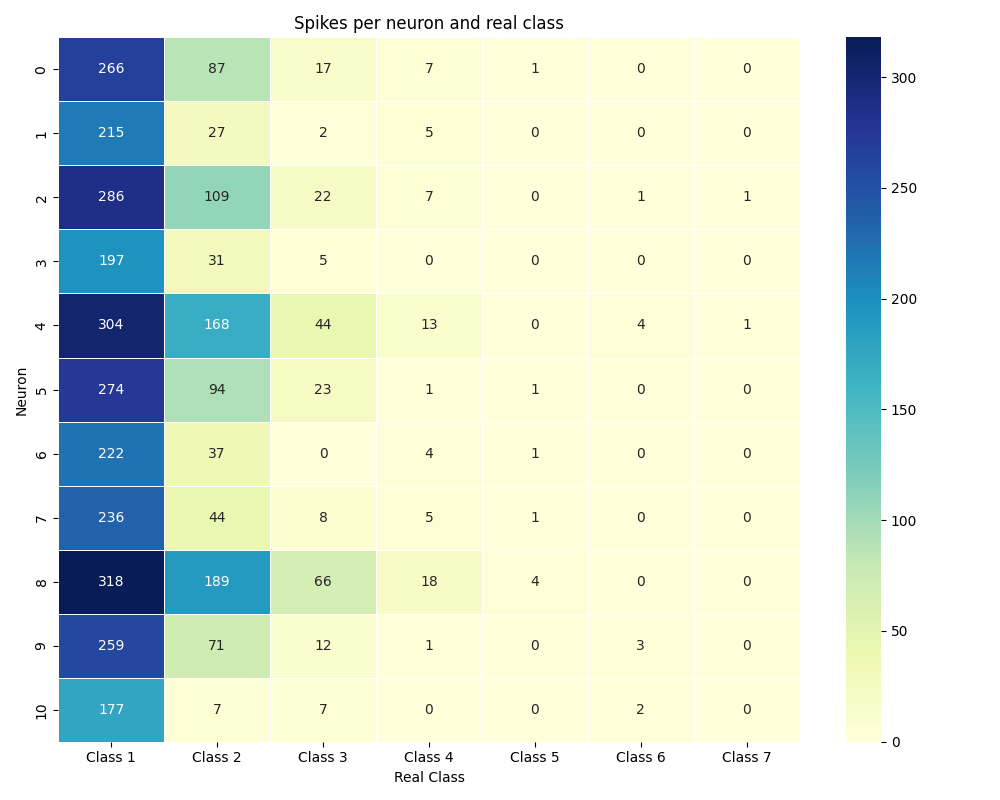 Spikes per neuron and real class
0 266 87 17 7 1 0 0
1 215 27 2 5 0 0 0
2 286 109 22 7 0 1 1
3 197 31 5 0 0 0 0
4 304 168 44 13 0 4 1
5 274 94 23 1 1 0 0
6 222 37 0 4 1 0 0
7 236 44 8 5 1 0 0
8 318 189 66 18 4 0 0
9 259 71 12 1 0 3 0
10 177 7 7 0 0 2 0
Neuron
Class 1 Class 2 Class 3 Class 4 Class 5 Class 6 Class 7
Real Class
300
250
200
150
100
50
0